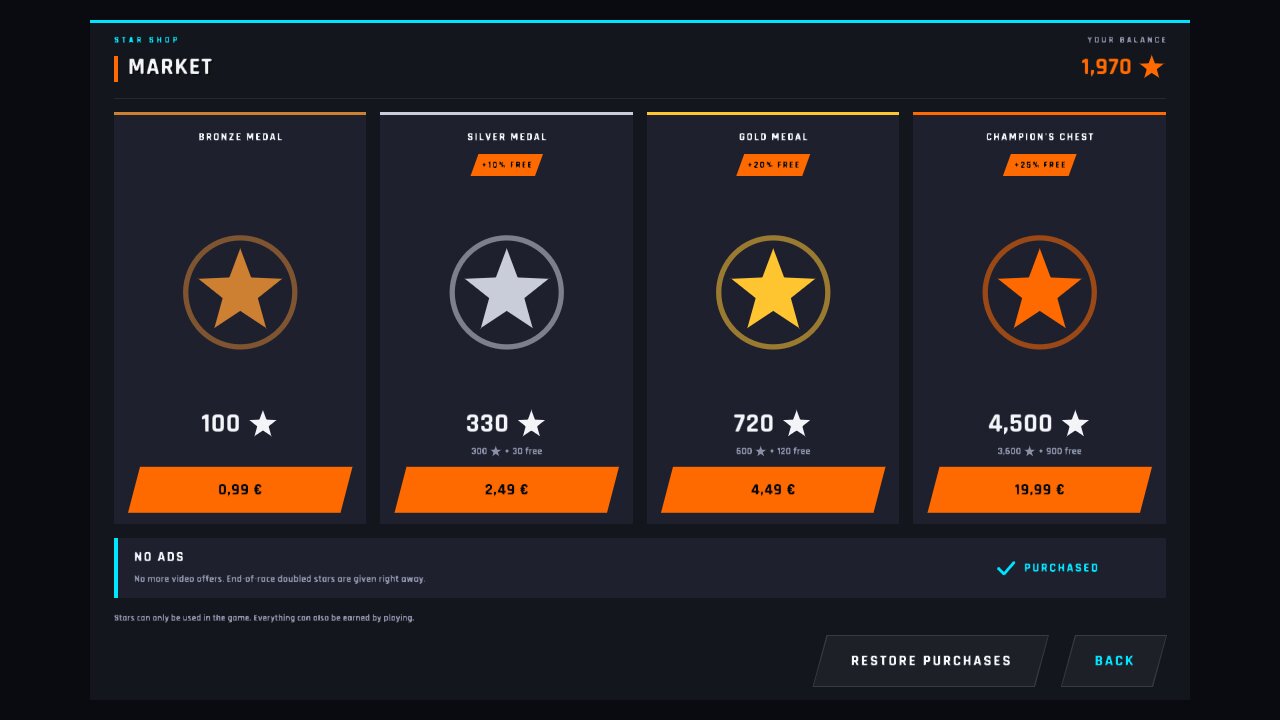 STAR SHOP
YOUR BALANCE
MARKET
1,970
BRONZE MEDAL
SILVER MEDAL
GOLD MEDAL
CHAMPION'S CHEST
+10% FREE
+20% FREE
+25% FREE
100
330
720
4,500
300 + 30 free
600 + 120 free
3,600 + 900 free
0,99 €
2,49 €
4,49 €
19,99 €
NO ADS
No more video offers. End-of-race doubled stars are given right away.
PURCHASED
Stars can only be used in the game. Everything can also be earned by playing.
RESTORE PURCHASES
BACK